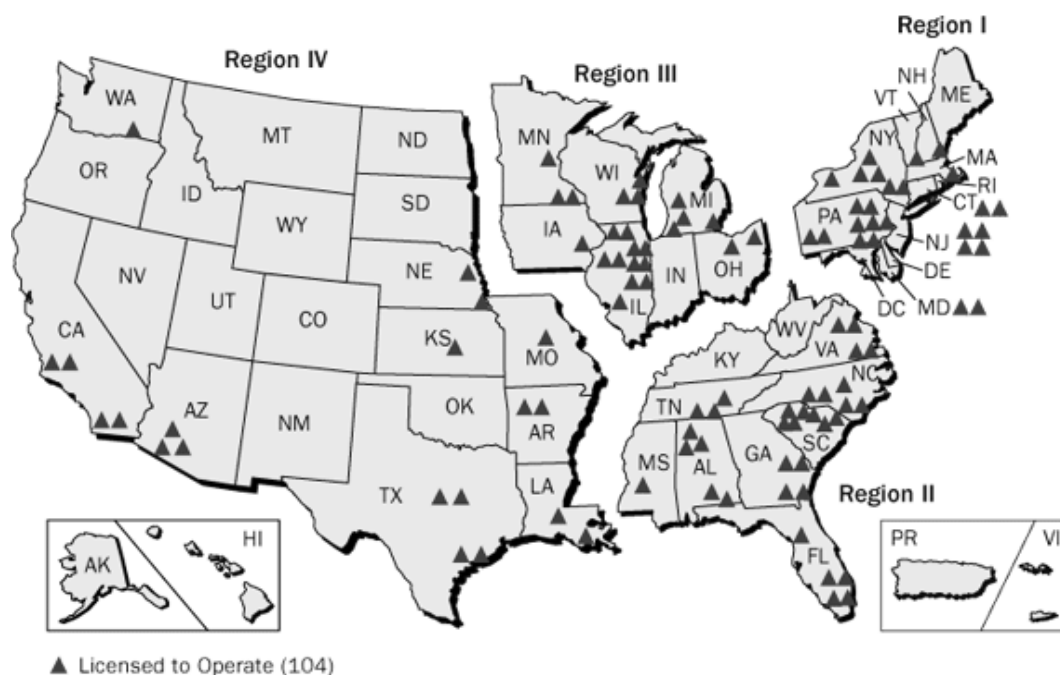 Region IV
Region III
Region I
WA
MT
ND
OR
ID
SD
WY
NV
UT
NE
CA
CO
KS
AZ
NM
OK
TX
MO
AR
LA
MN
WI
MI
IA
IL
IN
OH
NH
VT
ME
NY
MA
RI
CT
PA
NJ
DE
DC
MD
WV
KY
VA
NC
TN
SC
MS
AL
GA
Region II
FL
AK
HI
PR
VI
Licensed to Operate (104)